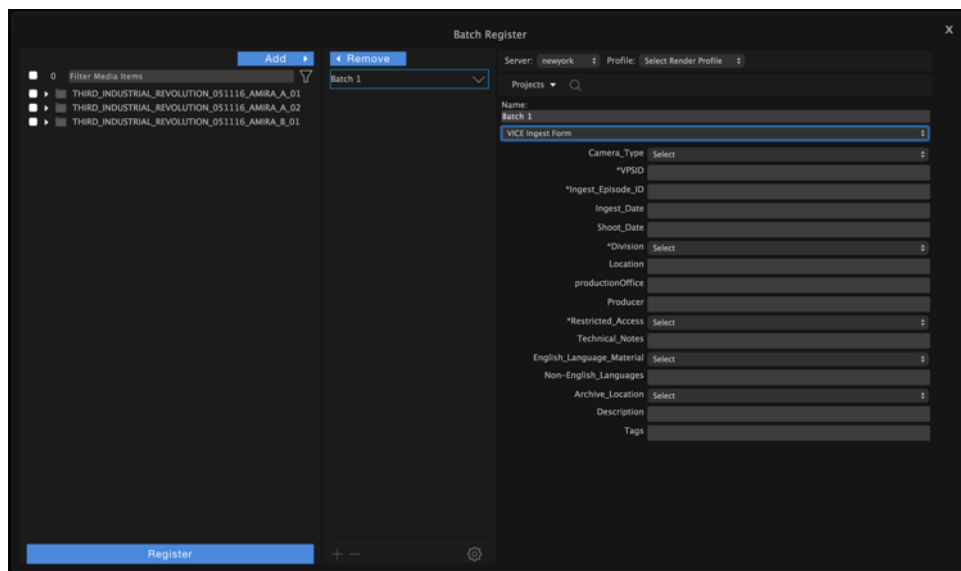 Batch Register
X
Add
0 Filter Media Items
THIRD_INDUSTRIAL_REVOLUTION_051116_AMIRA_A_01
THIRD_INDUSTRIAL_REVOLUTION_051116_AMIRA_A_02
THIRD_INDUSTRIAL_REVOLUTION_051116_AMIRA_B_01
Register
Remove
Batch 1
Server: newyork Profile: Select Render Profile
Projects
Name:
Batch 1
VICE Ingest Form
Camera_Type Select
*VPSID
*Ingest_Episode_ID
Ingest_Date
Shoot_Date
*Division Select
Location
productionOffice
Producer
*Restricted_Access Select
Technical_Notes
English_Language_Material Select
Non-English_Languages
Archive_Location Select
Description
Tags